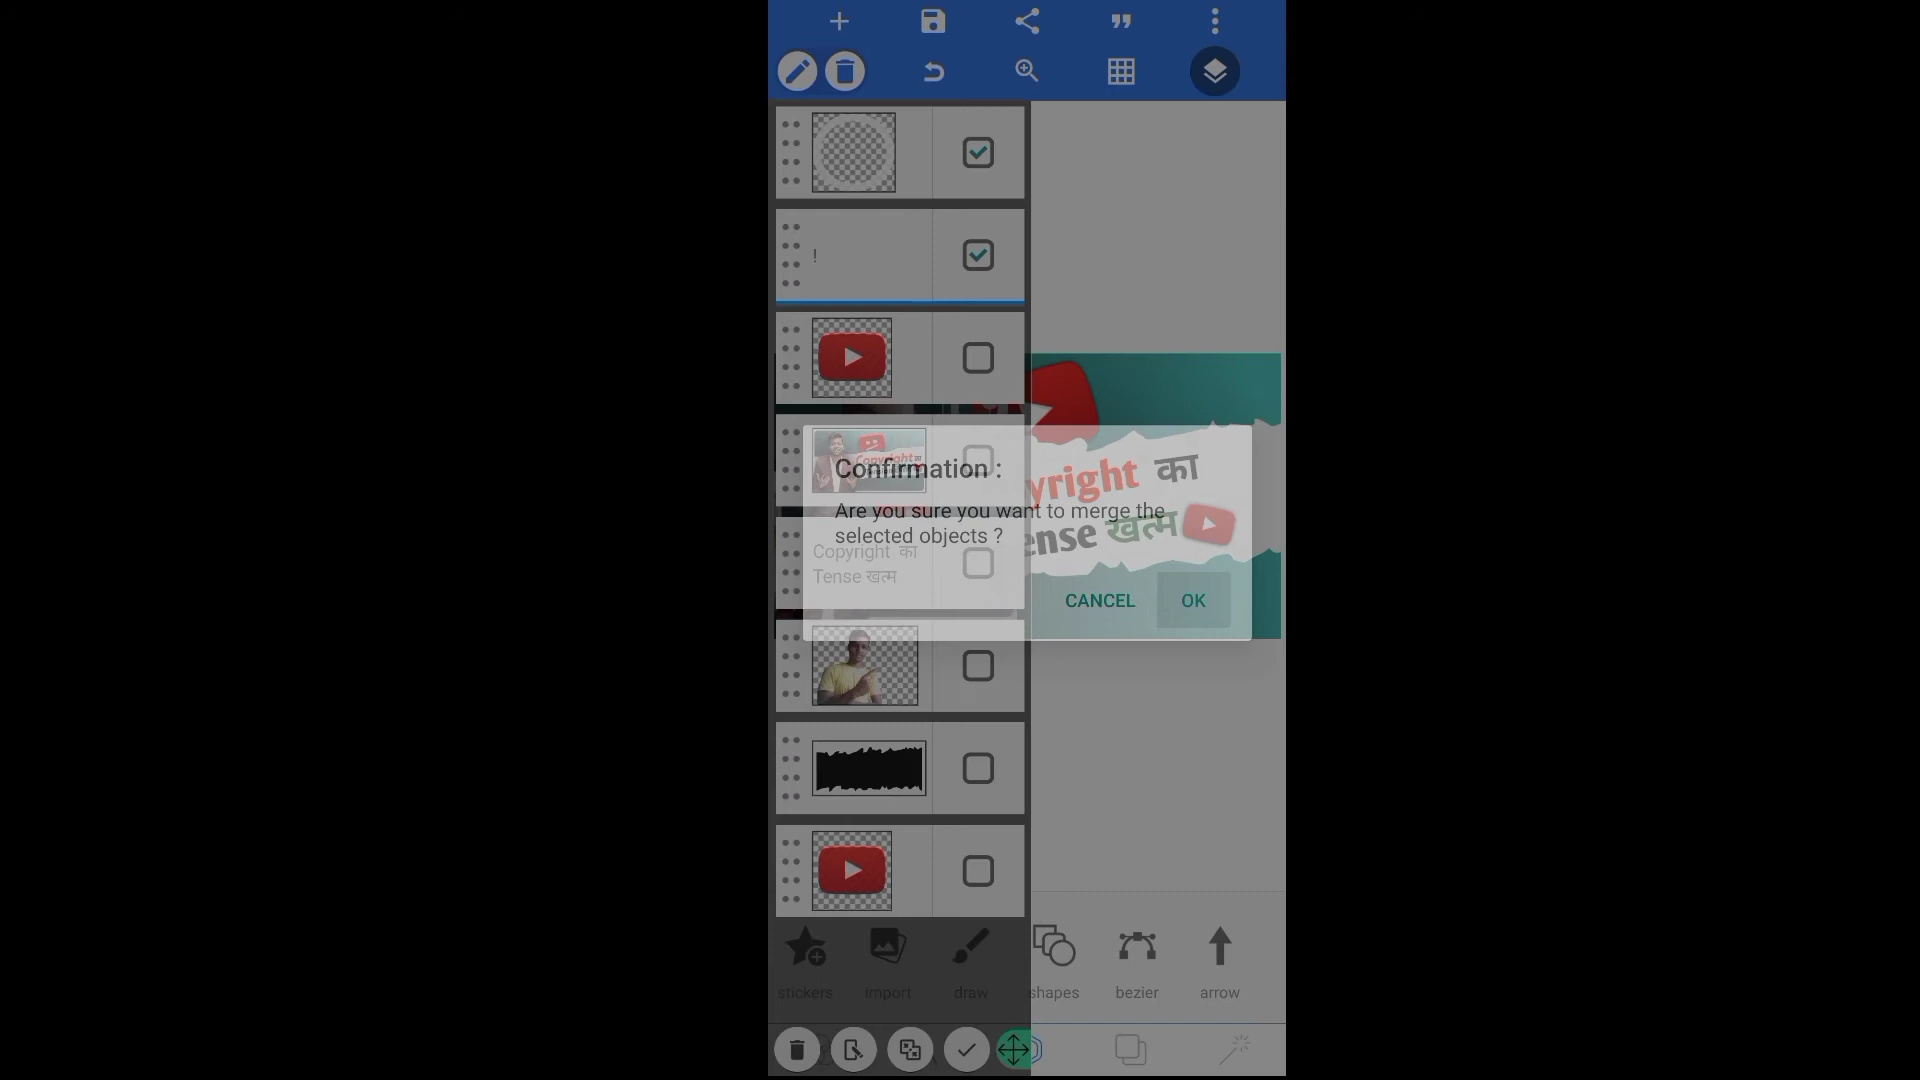 !
Copyright का
Confirmation :
Are you sure you want to merge the
selected objects ?
Copyright का
Tense खत्म
yright का
ense खत्म
CANCEL OK
stickers import draw shapes bezier arrow